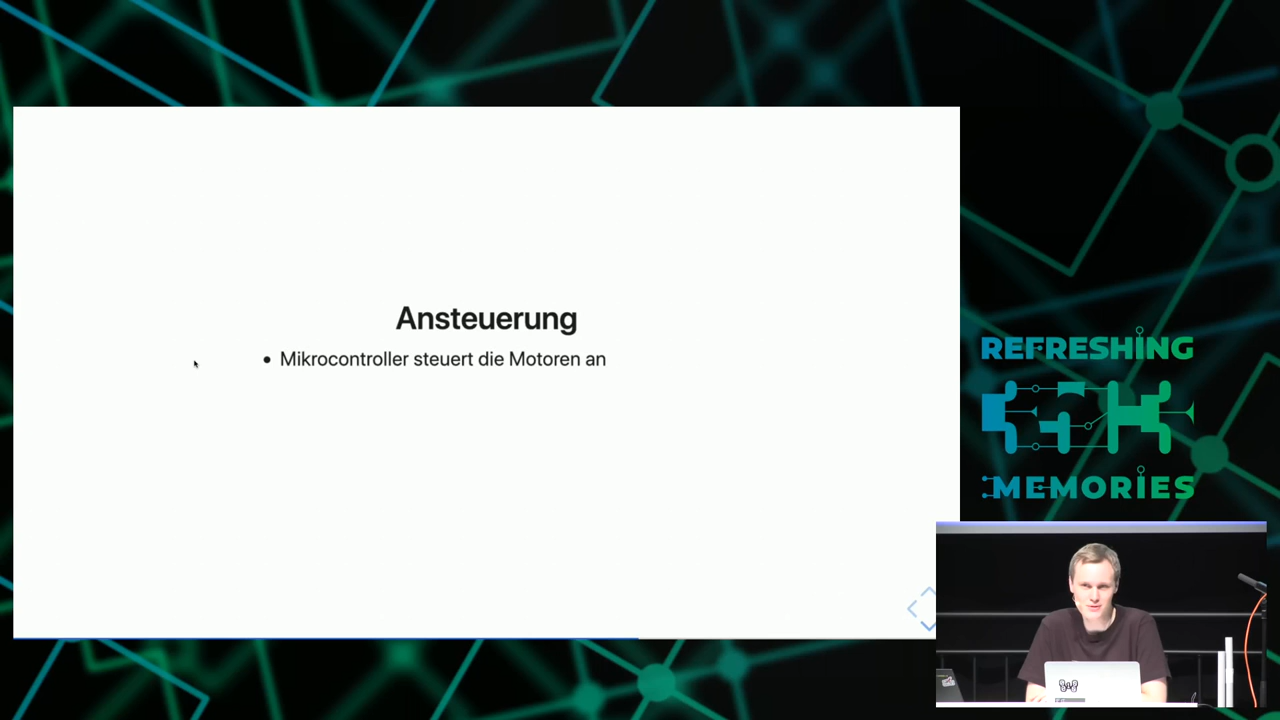 Ansteuerung
• Mikrocontroller steuert die Motoren an
REFRESHING
MEMORIES